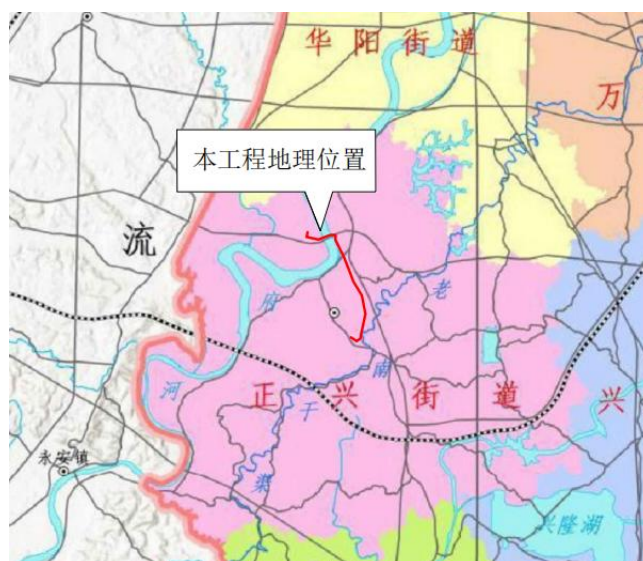 华阳街道
万
本工程地理位置
流
府
老
河
南
正兴街道
兴
干
永安镇
渠
兴隆湖